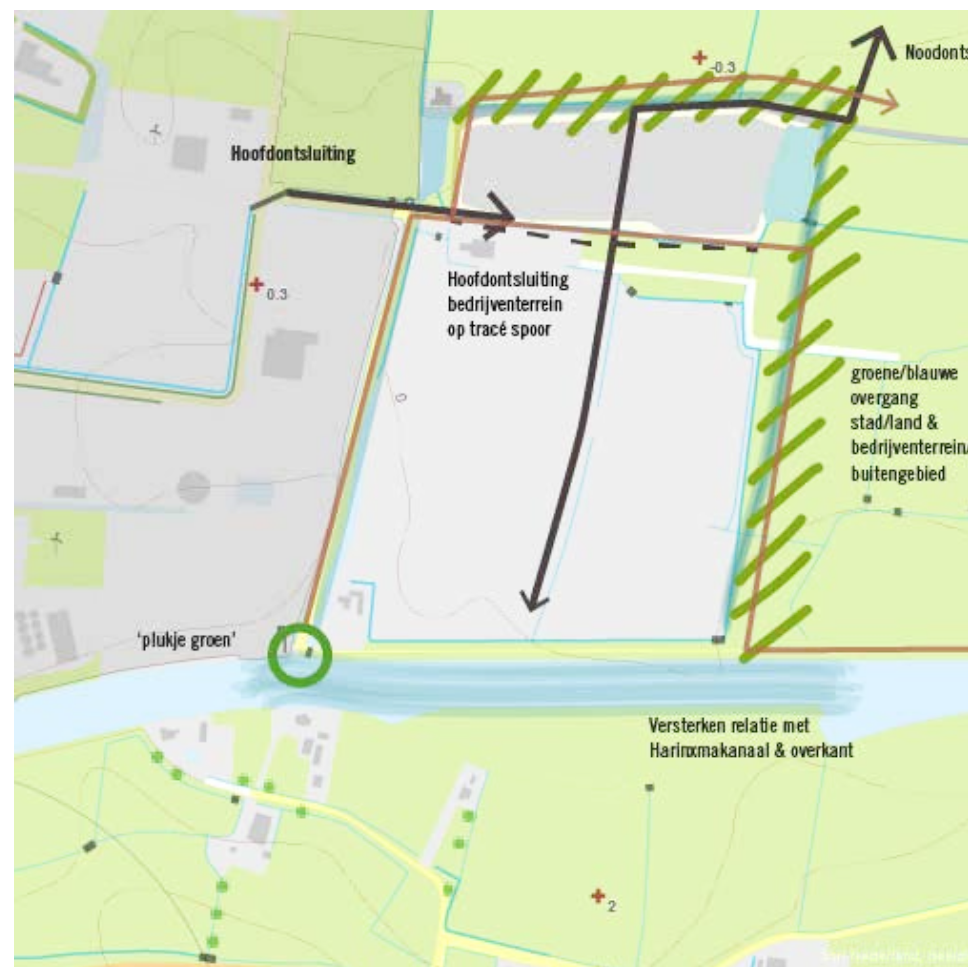 -0.3
Noodonts
Hoofdontsluiting
0.3
Hoofdontsluiting
bedrijventerrein
op tracé spoor
0
groene/blauwe
overgang
stad/land &
bedrijventerrein/
buitengebied
'plukje groen'
Versterken relatie met
Harinxmakanaal & overkant
2